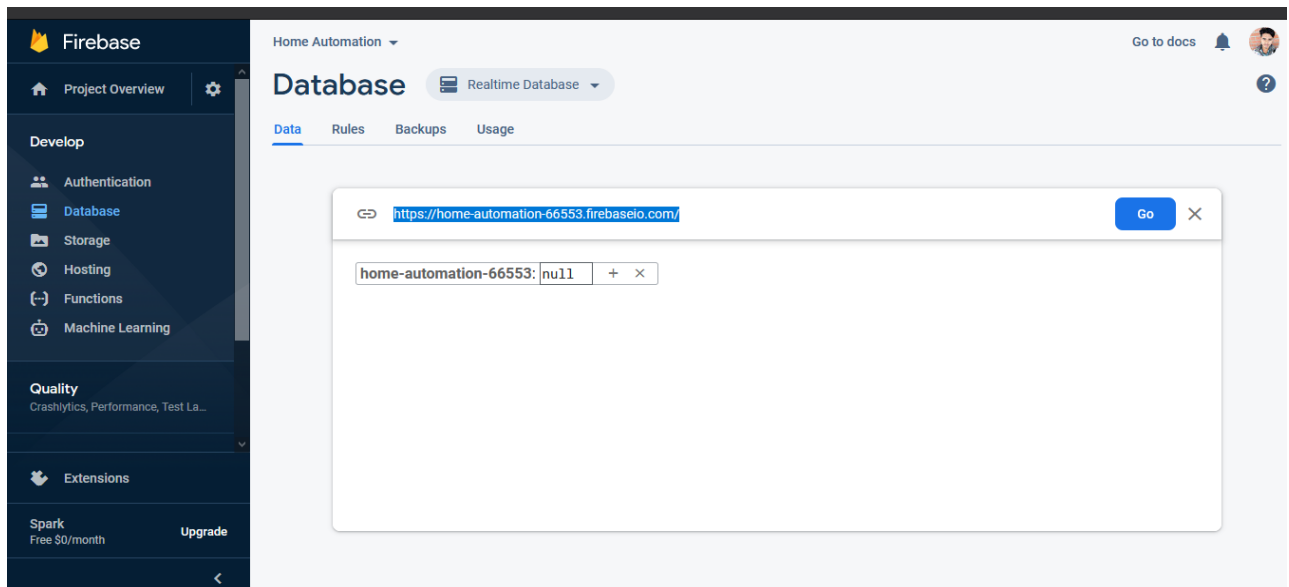 Firebase
Project Overview
Develop
Authentication
Database
Storage
Hosting
Functions
Machine Learning
Quality
Crashlytics, Performance, Test La...
Extensions
Spark
Free $0/month
Upgrade
Home Automation
Go to docs
Database
Realtime Database
Data Rules Backups Usage
https://home-automation-66553.firebaseio.com/
Go
home-automation-66553: null